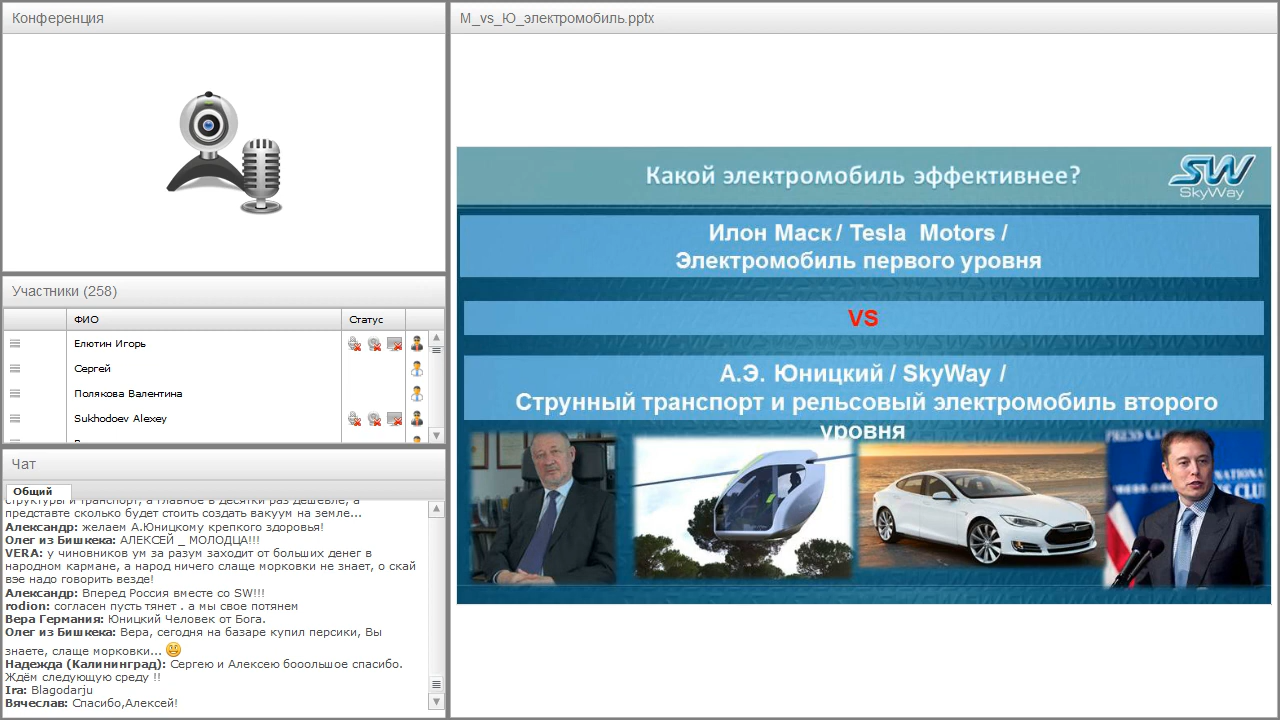 Конференция
Участники (258)
ФИО
Статус
Елютин Игорь
Сергей
Полякова Валентина
Sukhodoev Alexey
Чат
Общий
структуры и транспорт, а главное в десятки раз дешевле, а
представте сколько будет стоить создать вакуум на земле...
Александр: желаем А.Юницкому крепкого здоровья!
Олег из Бишкека: АЛЕКСЕЙ _ МОЛОДЦА!!!
VERA: у чиновников ум за разум заходит от больших денег в
народном кармане, а народ ничего слаще морковки не знает, о скай
вэе надо говорить везде!
Александр: Вперед Россия вместе со SW!!!
rodion: согласен пусть тянет . а мы свое потянем
Вера Германия: Юницкий Человек от Бога.
Олег из Бишкека: Вера, сегодня на базаре купил персики, Вы
знаете, слаще морковки...
Надежда (Калининград): Сергею и Алексею бооольшое спасибо.
Ждём следующую среду !!
Ira: Blagodarju
Вячеслав: Спасибо,Алексей!
M_vs_Ю_электромобиль.pptx
Какой электромобиль эффективнее?
SW
SkyWay
Илон Маск / Tesla Motors /
Электромобиль первого уровня
VS
А.Э. Юницкий / SkyWay /
Струнный транспорт и рельсовый электромобиль второго
уровня